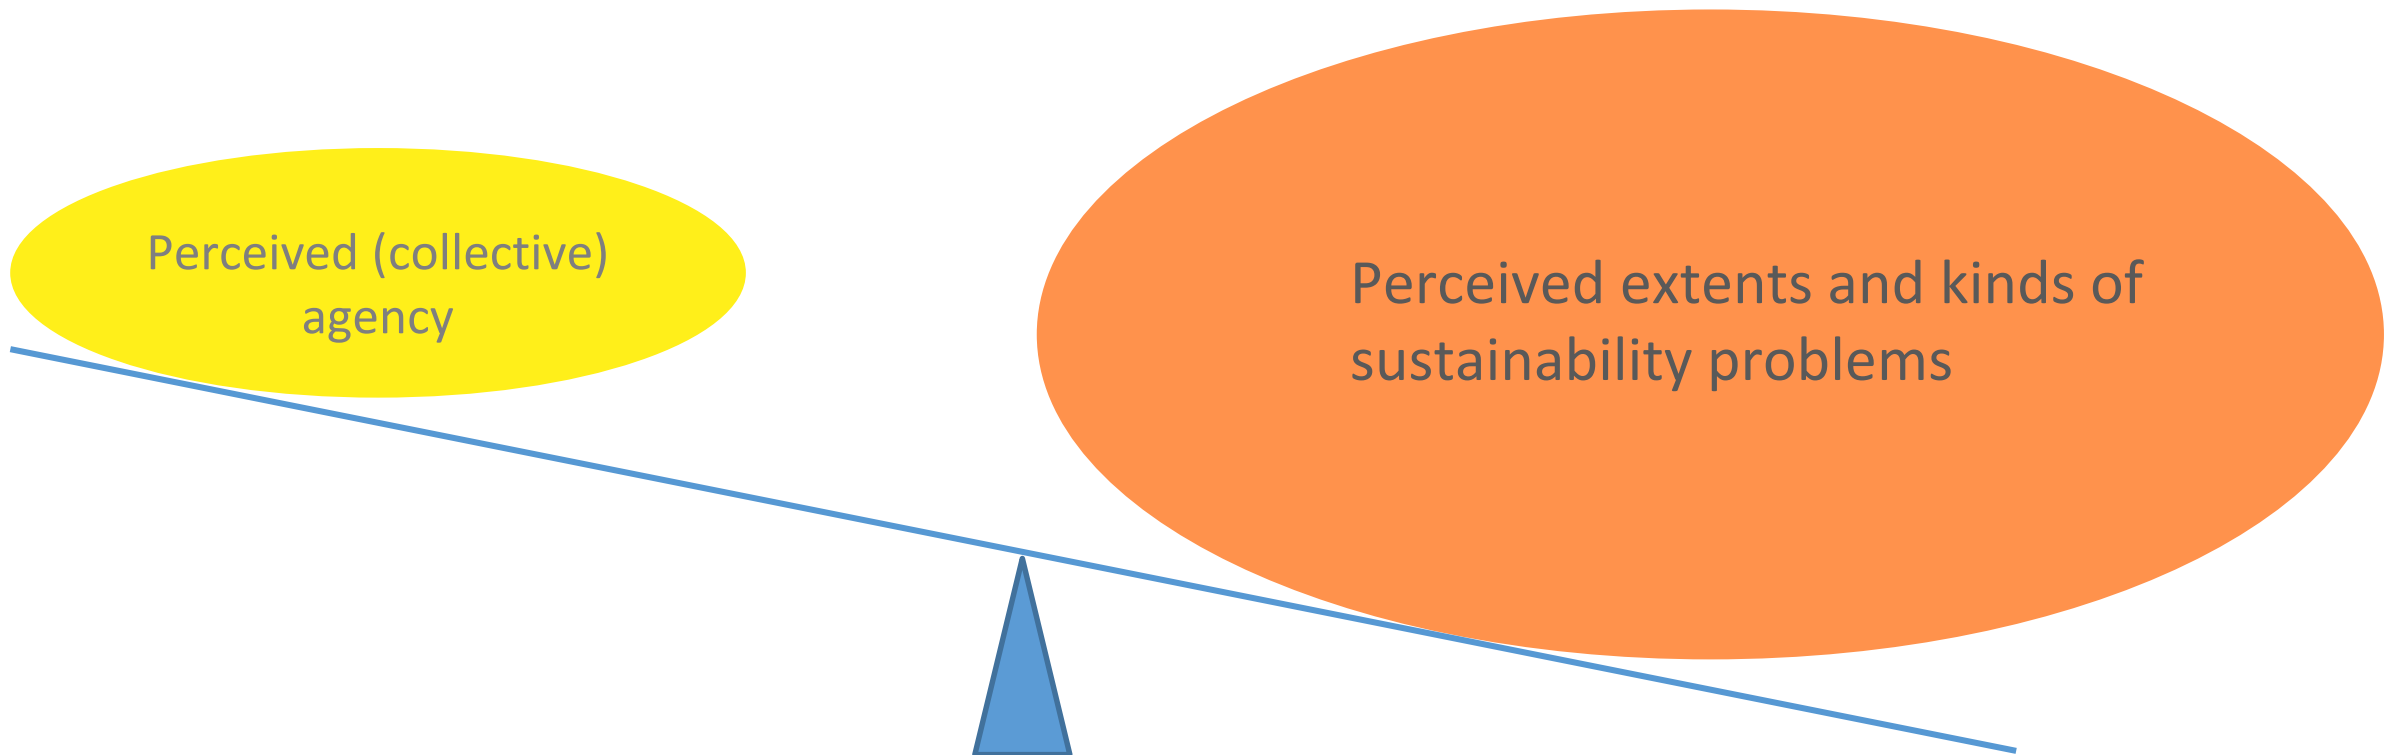 Perceived (collective)
agency
Perceived extents and kinds of
sustainability problems